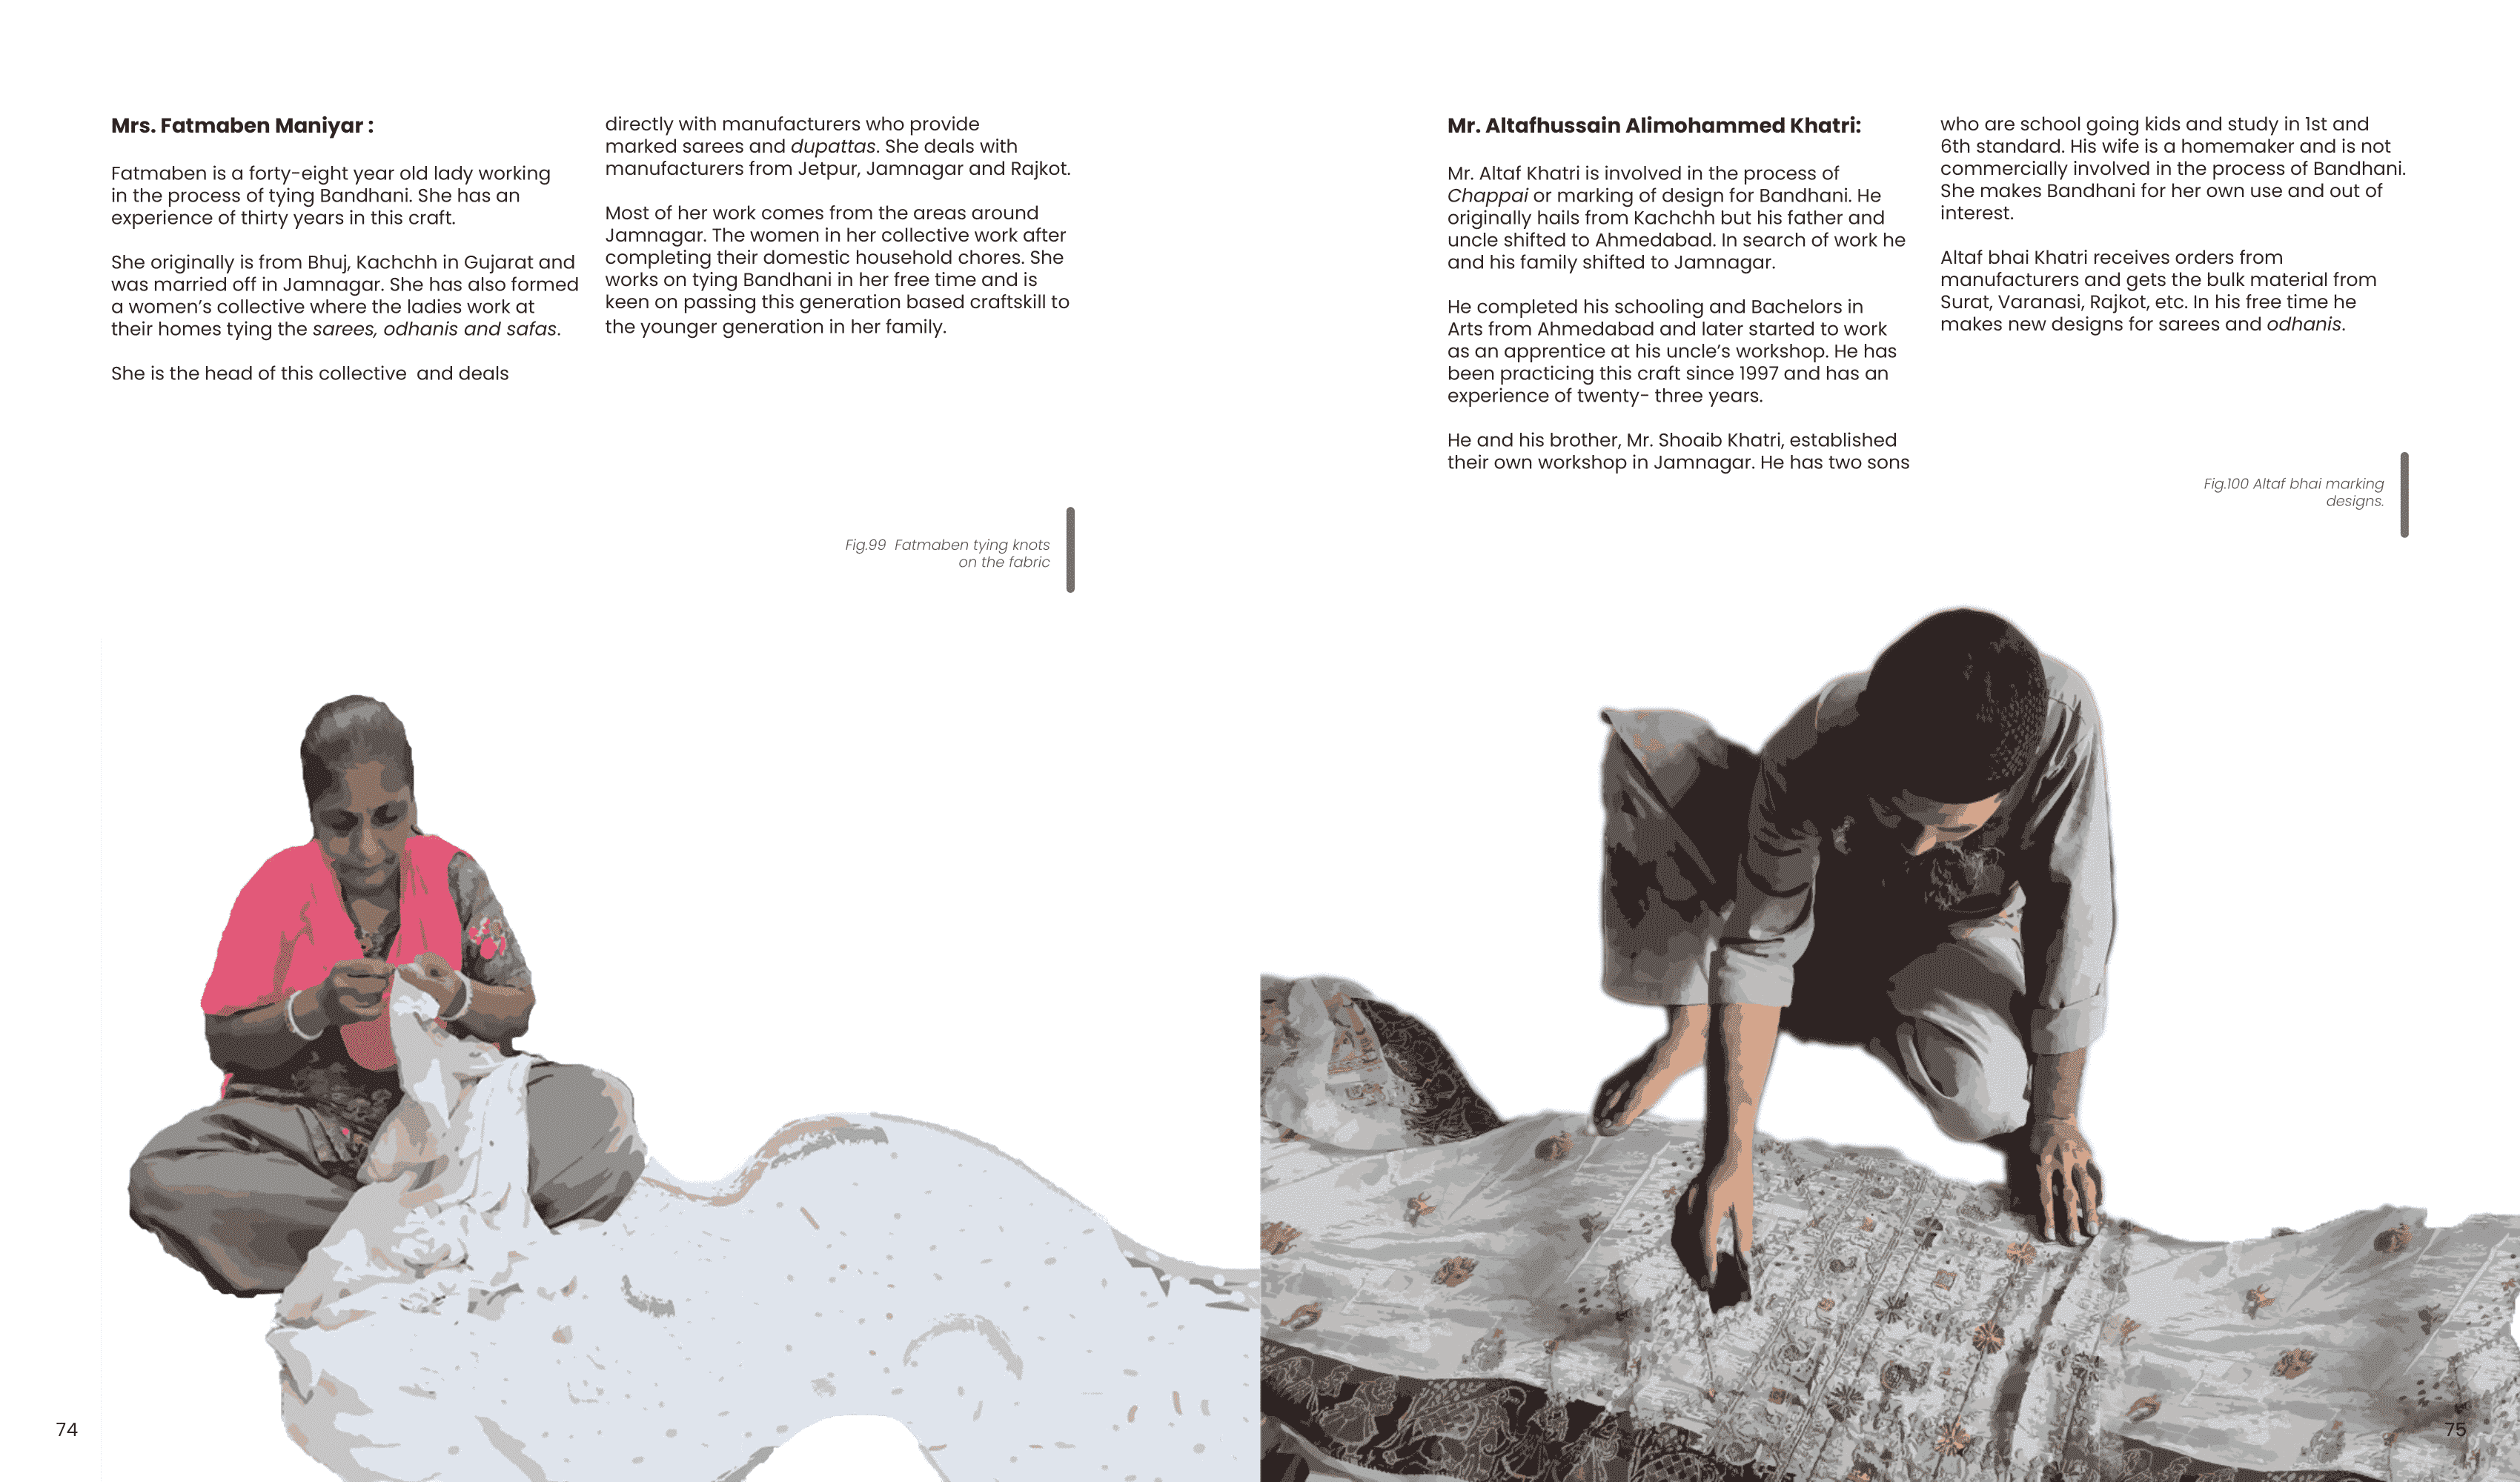 Mrs. Fatmaben Maniyar :
Fatmaben is a forty-eight year old lady working
in the process of tying Bandhani. She has an
experience of thirty years in this craft.
She originally is from Bhuj, Kachchh in Gujarat and
was married off in Jamnagar. She has also formed
a women’s collective where the ladies work at
their homes tying the sarees, odhanis and safas.
She is the head of this collective  and deals
directly with manufacturers who provide
marked sarees and dupattas. She deals with
manufacturers from Jetpur, Jamnagar and Rajkot.
Most of her work comes from the areas around
Jamnagar. The women in her collective work after
completing their domestic household chores. She
works on tying Bandhani in her free time and is
keen on passing this generation based craftskill to
the younger generation in her family.
Fig.99  Fatmaben tying knots
on the fabric
74
Mr. Altafhussain Alimohammed Khatri:
Mr. Altaf Khatri is involved in the process of
Chappai or marking of design for Bandhani. He
originally hails from Kachchh but his father and
uncle shifted to Ahmedabad. In search of work he
and his family shifted to Jamnagar.
He completed his schooling and Bachelors in
Arts from Ahmedabad and later started to work
as an apprentice at his uncle’s workshop. He has
been practicing this craft since 1997 and has an
experience of twenty- three years.
He and his brother, Mr. Shoaib Khatri, established
their own workshop in Jamnagar. He has two sons
who are school going kids and study in 1st and
6th standard. His wife is a homemaker and is not
commercially involved in the process of Bandhani.
She makes Bandhani for her own use and out of
interest.
Altaf bhai Khatri receives orders from
manufacturers and gets the bulk material from
Surat, Varanasi, Rajkot, etc. In his free time he
makes new designs for sarees and odhanis.
Fig.100 Altaf bhai marking
designs.
75